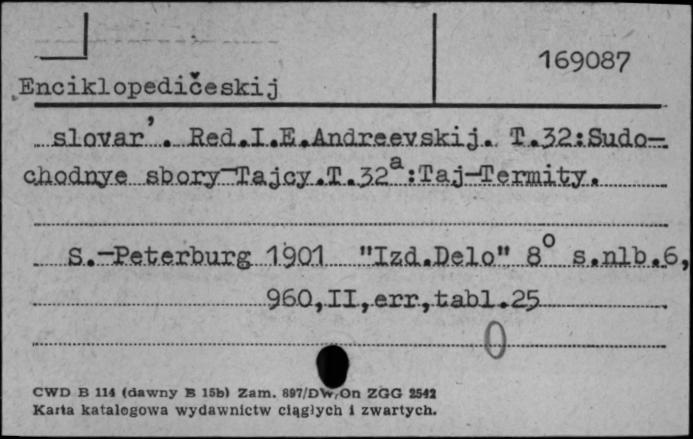 169087
Enciklopedičeskij
slovar'. Red.I.E.Andreevskij. T.32:Sudo-
chodnye sbory-Tajcy.T.32a:Taj-Termity.
S.-Peterburg 1901 "Izd.Delo" 8o s.nlb.6,
960,II,err,tabl.25
0
CWD B 114 (dawny B 15b) Zam. 897/DW/On ZGG 2542
Karta katalogowa wydawnictw ciągłych i zwartych.